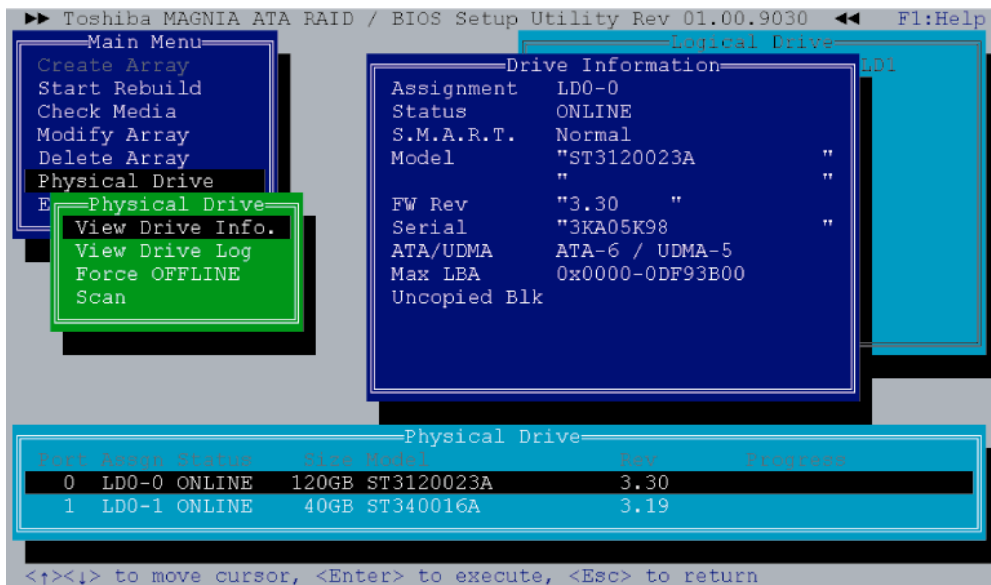 ▶▶ Toshiba MAGNIA ATA RAID / BIOS Setup Utility Rev 01.00.9030 ◀◀ F1:Help
Main Menu
Create Array
Start Rebuild
Check Media
Modify Array
Delete Array
Physical Drive
E
Physical Drive
View Drive Info.
View Drive Log
Force OFFLINE
Scan
Logical Drive
LD1
Drive Information
Assignment LD0-0
Status ONLINE
S.M.A.R.T. Normal
Model "ST3120023A "
" "
FW Rev "3.30 "
Serial "3KA05K98 "
ATA/UDMA ATA-6 / UDMA-5
Max LBA 0x0000-0DF93B00
Uncopied Blk
Physical Drive
Port Assgn Status Size Model Rev Progress
0 LD0-0 ONLINE 120GB ST3120023A 3.30
1 LD0-1 ONLINE 40GB ST340016A 3.19
<↑><↓> to move cursor, <Enter> to execute, <Esc> to return